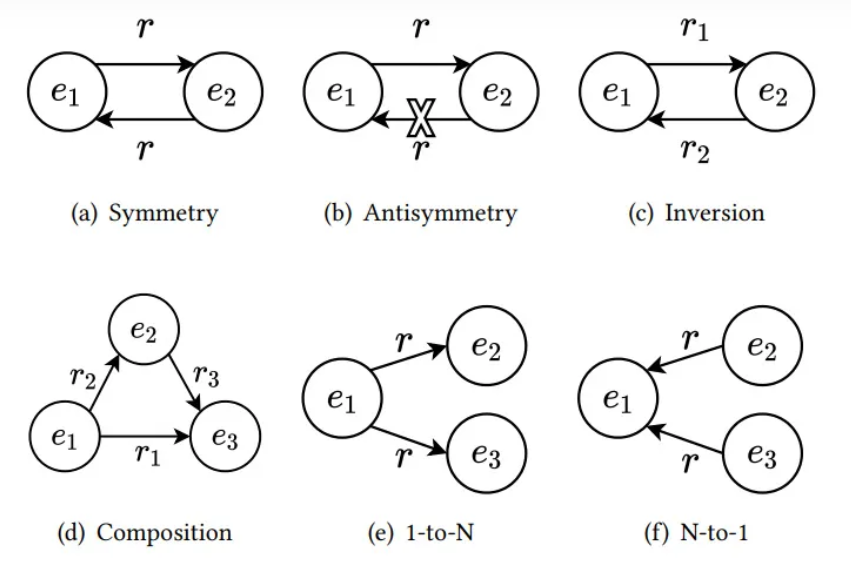 r r r₁
e₁ e₂ e₁ e₂ e₁ e₂
r r r₂
(a) Symmetry (b) Antisymmetry (c) Inversion
e₂ r e₂ r e₂
r₂ r₃ e₁ e₁
e₁ r₁ e₃ r e₃ r e₃
(d) Composition (e) 1-to-N (f) N-to-1